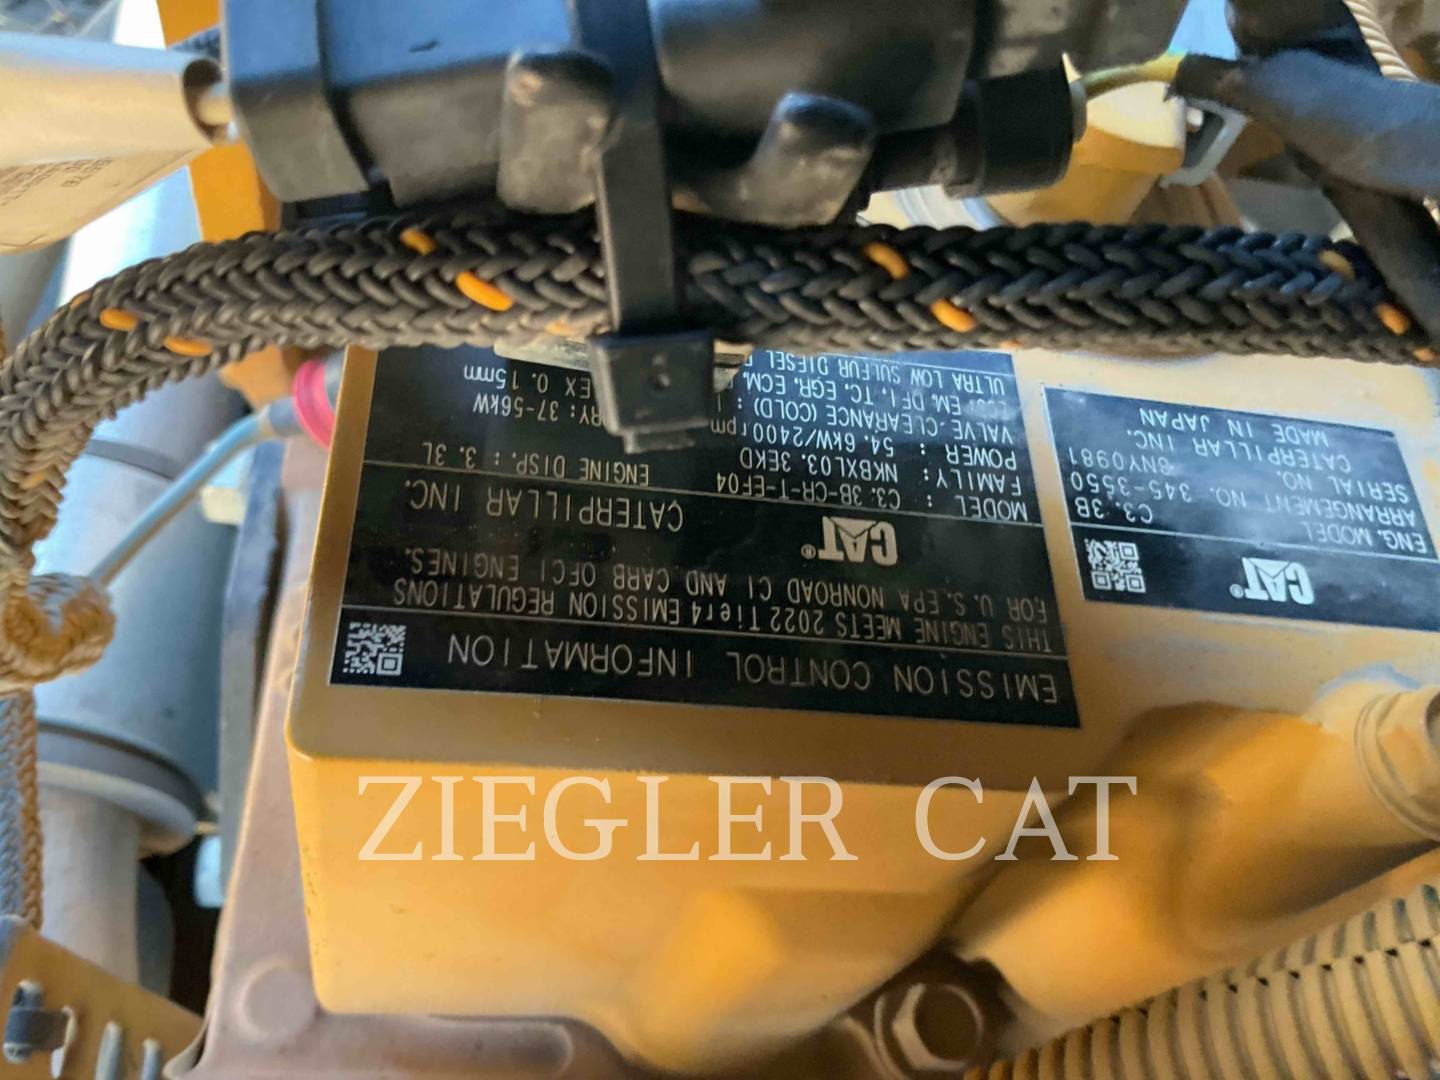 EMISSION CONTROL INFORMATION
THIS ENGINE MEETS 2022 Tier4 EMISSION REGULATIONS
FOR U.S. EPA NONROAD CI AND CARB OFCI ENGINES.
CAT® CATERPILLAR INC.
MODEL : C3.3B-CR-T-EF04 ENGINE DISP. : 3.3L
FAMILY : NKBXL03.3EKD
POWER : 54.6kW/2400rpm RY: 37-56kW
VALVE-CLEARANCE (COLD) : EX 0.15mm
EM, DFI, TC, EGR, ECM,
ULTRA LOW SULFUR DIESEL
CAT®
ENG. MODEL C3.3B
ARRANGEMENT NO. 345-3550
SERIAL NO. 8NY0981
CATERPILLAR INC.
MADE IN JAPAN
ZIEGLER CAT